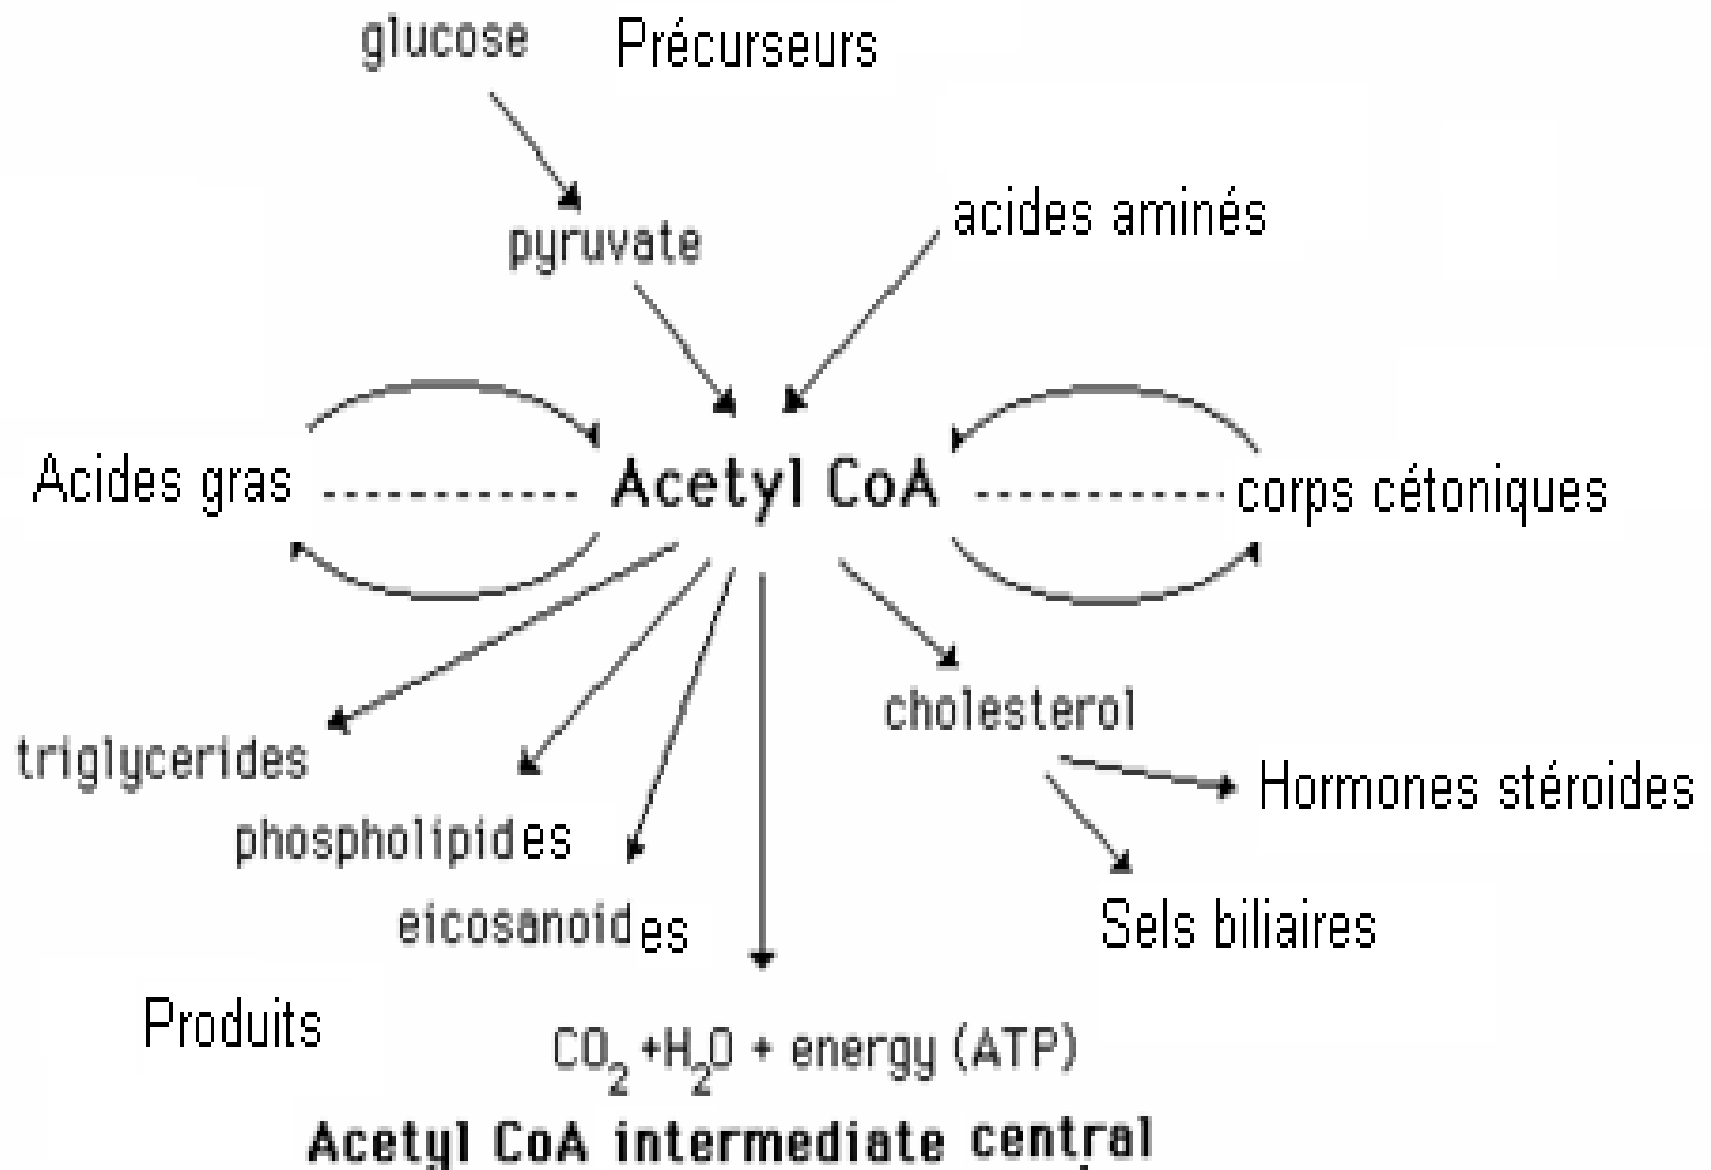 glucose Précurseurs
pyruvate acides aminés
Acides gras Acetyl CoA corps cétoniques
cholesterol
triglycerides Hormones stéroides
phospholipides
eicosanoides Sels biliaires
Produits
CO₂ +H₂O + energy (ATP)
Acetyl CoA intermediate central